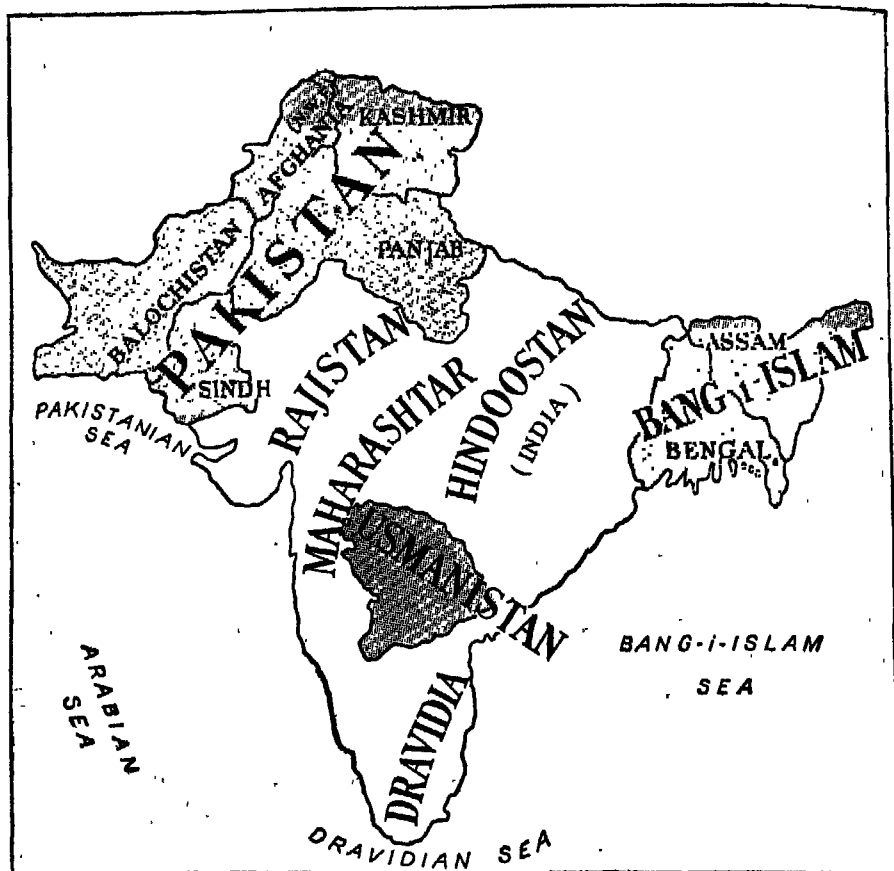 KASHMIR
AFGHANIA
PAKISTAN
PANJAB
BALOCHISTAN
SINDH
PAKISTANIAN
SEA
RAJISTAN
MAHARASHTAR
HINDOOSTAN
(INDIA)
ASSAM
BANG-i-ISLAM
BENGAL
USMANISTAN
BANG-i-ISLAM
SEA
ARABIAN
SEA
DRAVIDIA
DRAVIDIAN SEA